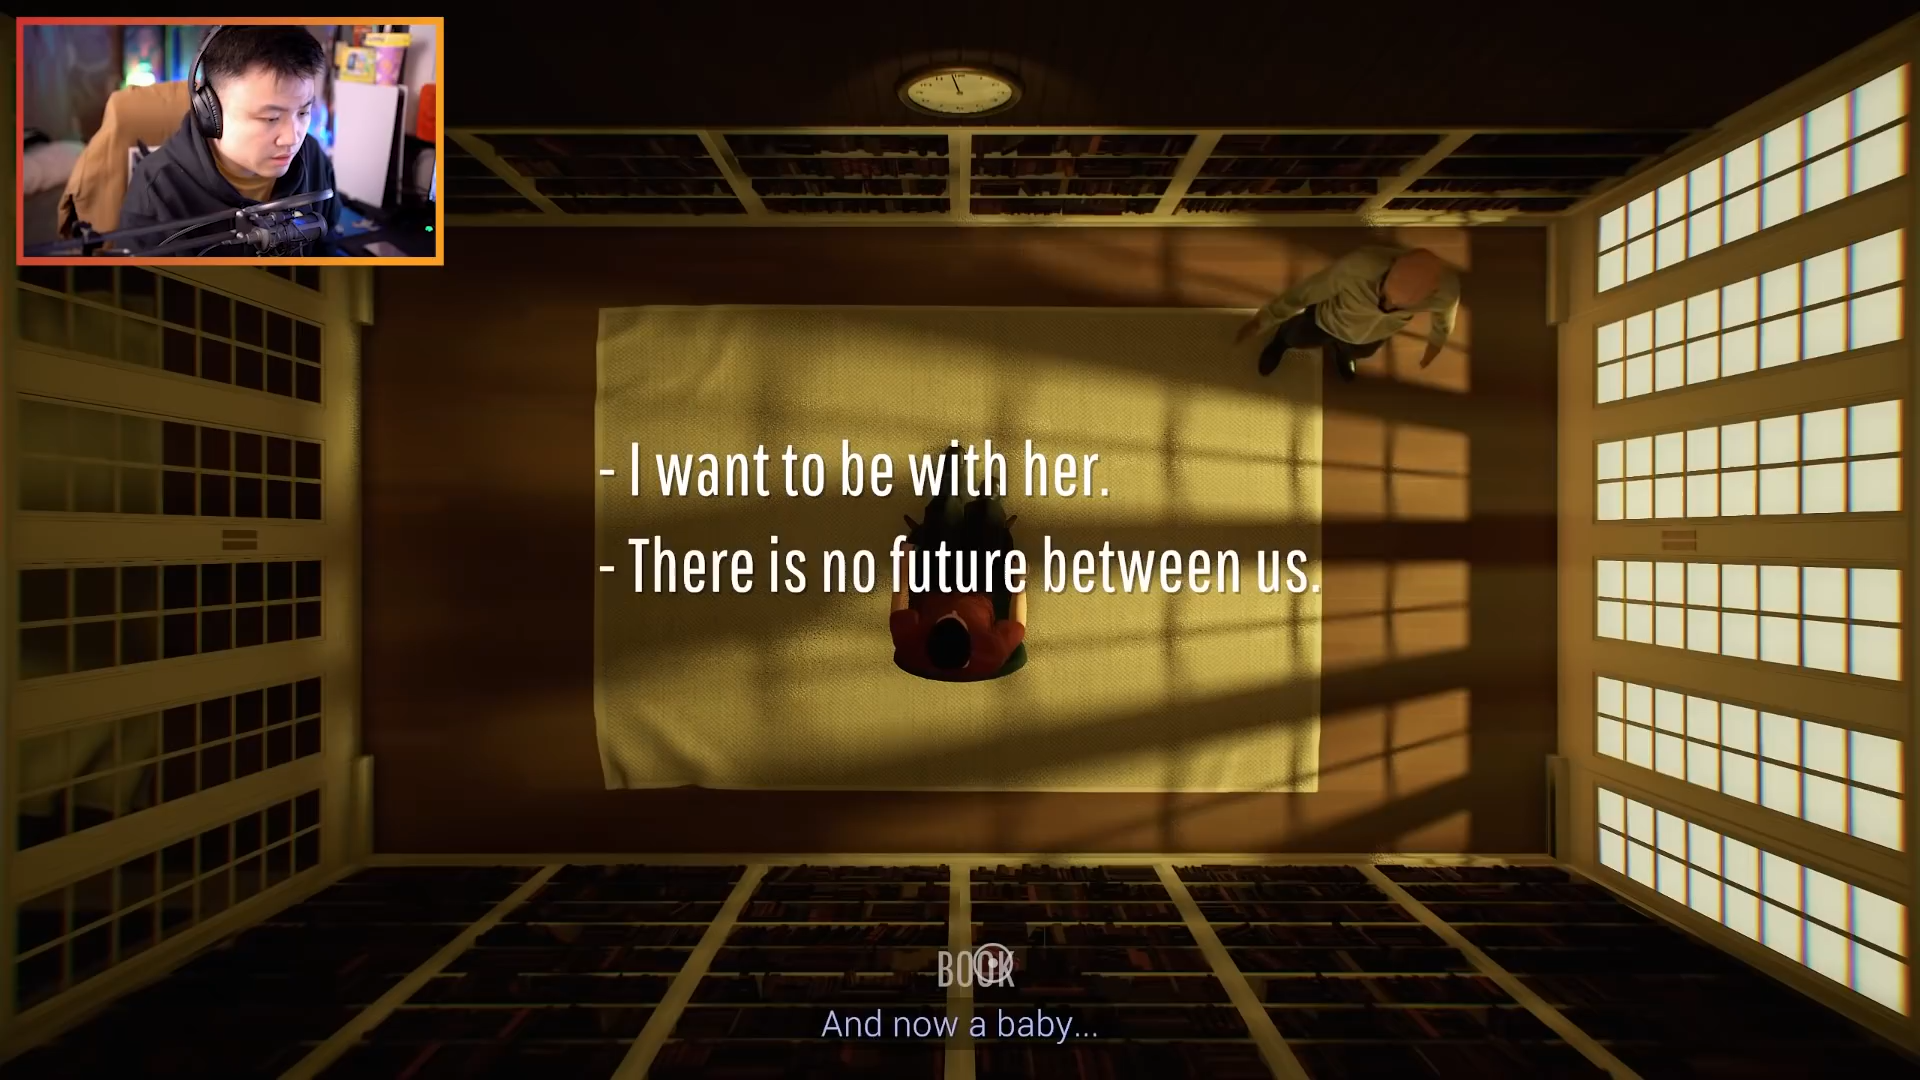 - I want to be with her.
- There is no future between us.
BOOK
And now a baby...